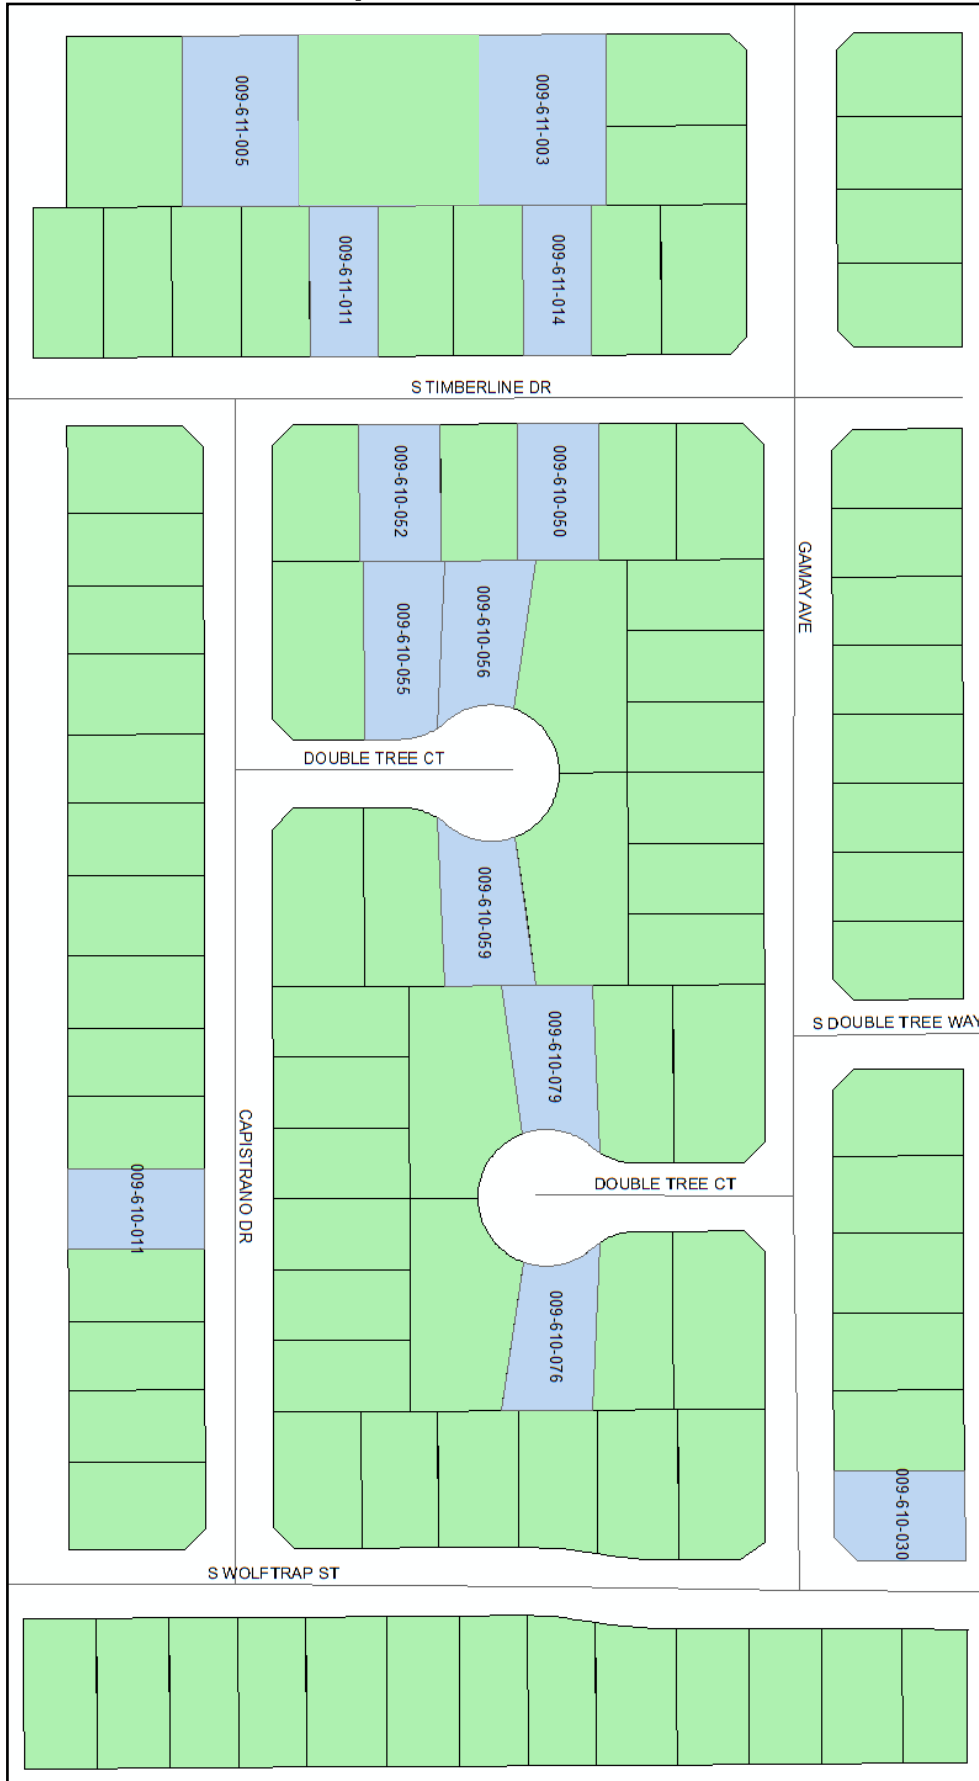 009-611-005
009-611-003
009-611-011
009-611-014
S TIMBERLINE DR
009-610-052
009-610-050
GAMAY AVE
009-610-055
009-610-056
DOUBLE TREE CT
009-610-059
S DOUBLE TREE WAY
009-610-079
CAPISTRANO DR
009-610-011
DOUBLE TREE CT
009-610-076
009-610-030
S WOLFTRAP ST